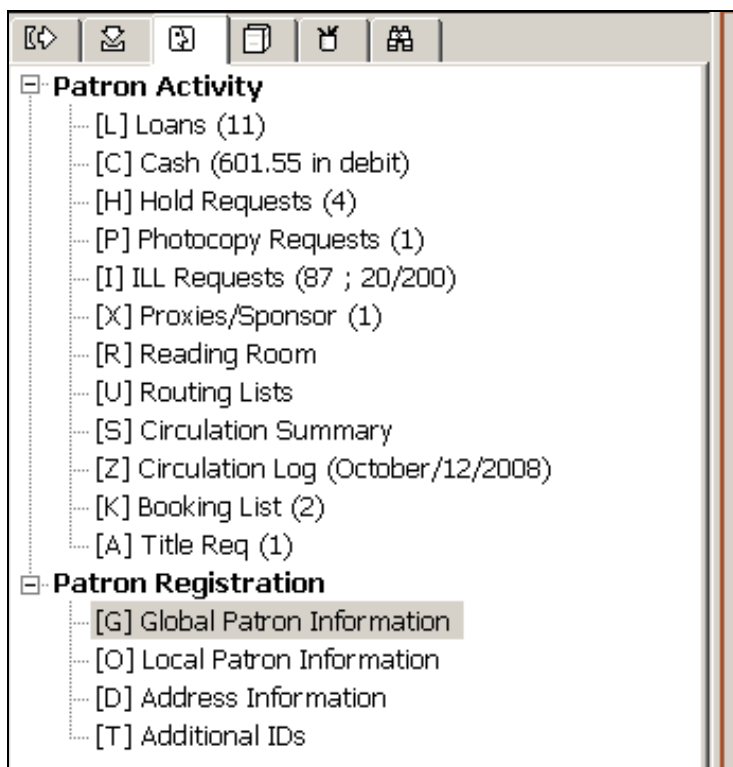 Patron Activity
[L] Loans (11)
[C] Cash (601.55 in debit)
[H] Hold Requests (4)
[P] Photocopy Requests (1)
[I] ILL Requests (87 ; 20/200)
[X] Proxies/Sponsor (1)
[R] Reading Room
[U] Routing Lists
[S] Circulation Summary
[Z] Circulation Log (October/12/2008)
[K] Booking List (2)
[A] Title Req (1)
Patron Registration
[G] Global Patron Information
[O] Local Patron Information
[D] Address Information
[T] Additional IDs